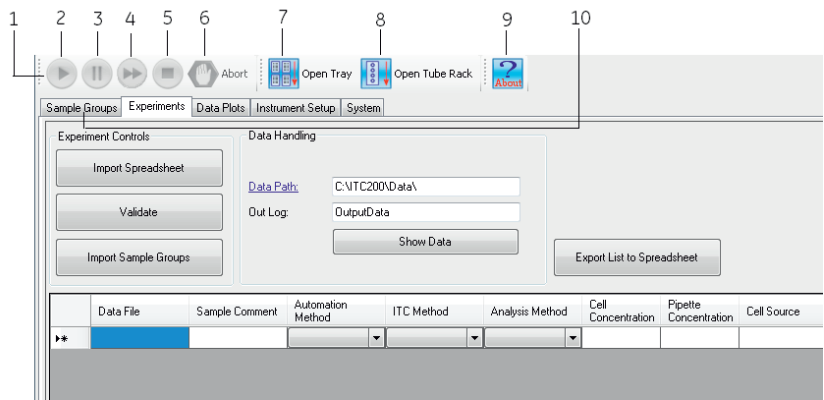 1 2 3 4 5 6 7 8 9 10
Abort Open Tray Open Tube Rack About
Sample Groups Experiments Data Plots Instrument Setup System
Experiment Controls Data Handling
Import Spreadsheet
Data Path: C:\ITC200\Data\
Validate Out Log: OutputData
Show Data
Import Sample Groups Export List to Spreadsheet
Data File Sample Comment Automation Method ITC Method Analysis Method Cell Concentration Pipette Concentration Cell Source